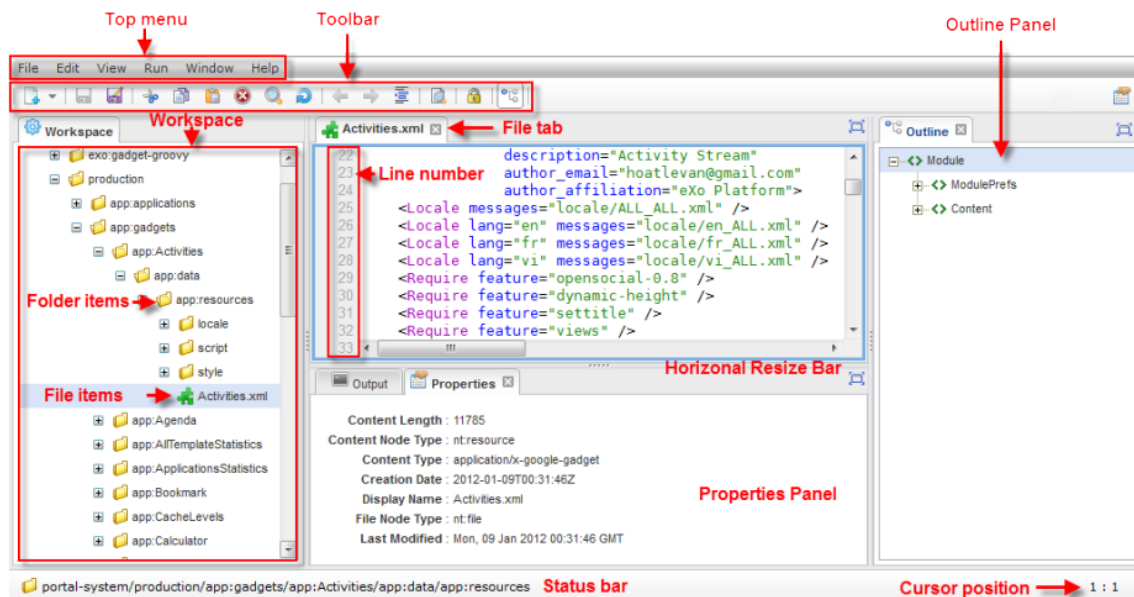 Top menu
Toolbar
Outline Panel
File Edit View Run Window Help
Workspace
Workspace
exo:gadget-groovy
production
app:applications
app:gadgets
app:Activities
app:data
Folder items
app:resources
locale
script
style
File items
Activities.xml
app:Agenda
app:AllTemplateStatistics
app:ApplicationsStatistics
app:Bookmark
app:CacheLevels
app:Calculator
Activities.xml
File tab
Line number
22 description="Activity Stream"
23 author_email="hoatlevan@gmail.com"
24 author_affiliation="eXo Platform">
25 <Locale messages="locale/ALL_ALL.xml" />
26 <Locale lang="en" messages="locale/en_ALL.xml" />
27 <Locale lang="fr" messages="locale/fr_ALL.xml" />
28 <Locale lang="vi" messages="locale/vi_ALL.xml" />
29 <Require feature="opensocial-0.8" />
30 <Require feature="dynamic-height" />
31 <Require feature="settitle" />
32 <Require feature="views" />
33
Horizonal Resize Bar
Output Properties
Content Length : 11785
Content Node Type : nt:resource
Content Type : application/x-google-gadget
Creation Date : 2012-01-09T00:31:46Z
Display Name : Activities.xml
File Node Type : nt:file
Last Modified : Mon, 09 Jan 2012 00:31:46 GMT
Properties Panel
Outline
Module
ModulePrefs
Content
portal-system/production/app:gadgets/app:Activities/app:data/app:resources
Status bar
Cursor position
1 : 1